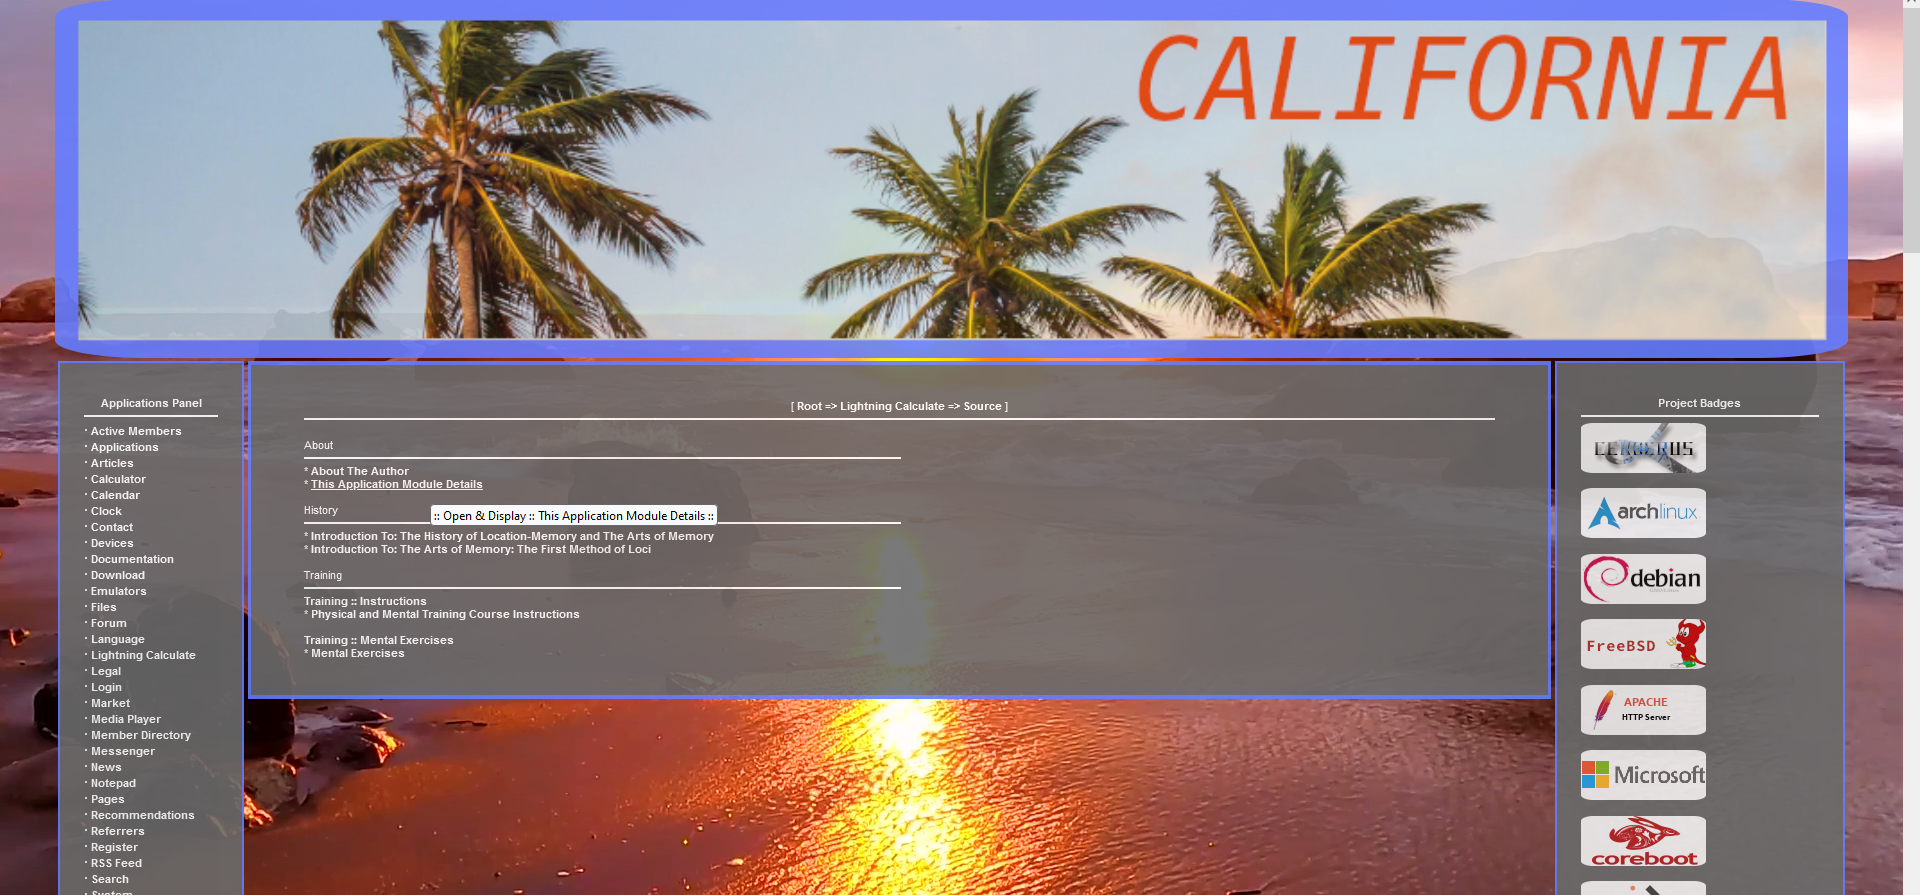 CALIFORNIA
Applications Panel
· Active Members
· Applications
· Articles
· Calculator
· Calendar
· Clock
· Contact
· Devices
· Documentation
· Download
· Emulators
· Files
· Forum
· Language
· Lightning Calculate
· Legal
· Login
· Market
· Media Player
· Member Directory
· Messenger
· News
· Notepad
· Pages
· Recommendations
· Referrers
· Register
· RSS Feed
· Search
· System
[ Root => Lightning Calculate => Source ]
About
* About The Author
* This Application Module Details
History
:: Open & Display :: This Application Module Details ::
* Introduction To: The History of Location-Memory and The Arts of Memory
* Introduction To: The Arts of Memory: The First Method of Loci
Training
Training :: Instructions
* Physical and Mental Training Course Instructions
Training :: Mental Exercises
* Mental Exercises
Project Badges
CERBERUS
archlinux
debian
FreeBSD
APACHE
HTTP Server
Microsoft
coreboot